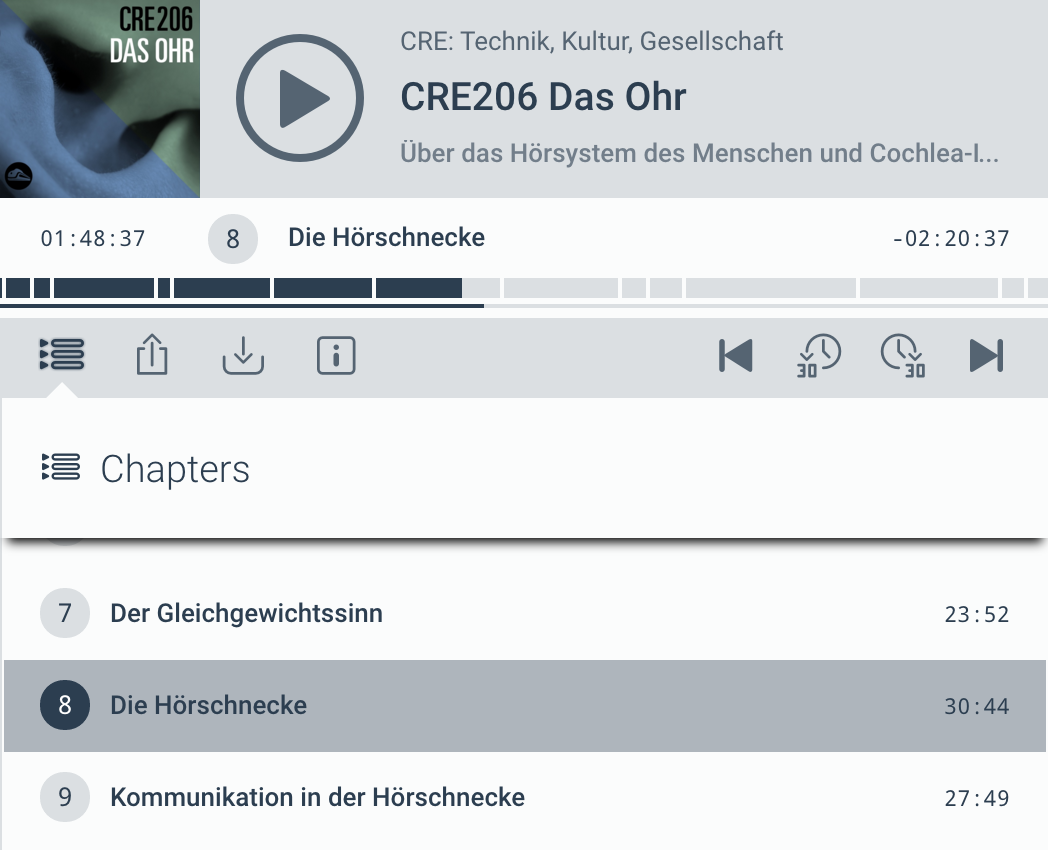 CRE206
DAS OHR
CRE: Technik, Kultur, Gesellschaft
CRE206 Das Ohr
Über das Hörsystem des Menschen und Cochlea-I...
01:48:37
8
Die Hörschnecke
-02:20:37
30
30
Chapters
7
Der Gleichgewichtssinn
23:52
8
Die Hörschnecke
30:44
9
Kommunikation in der Hörschnecke
27:49